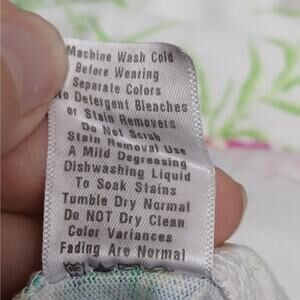 Machine Wash Cold
Before Wearing
Separate Colors
No Detergent Bleaches
or Stain Removers
Do Not Scrub
Stain Removal Use
A Mild Degreasing
Dishwashing Liquid
To Soak Stains
Tumble Dry Normal
Do NOT Dry Clean
Color Variances
Fading Are Normal